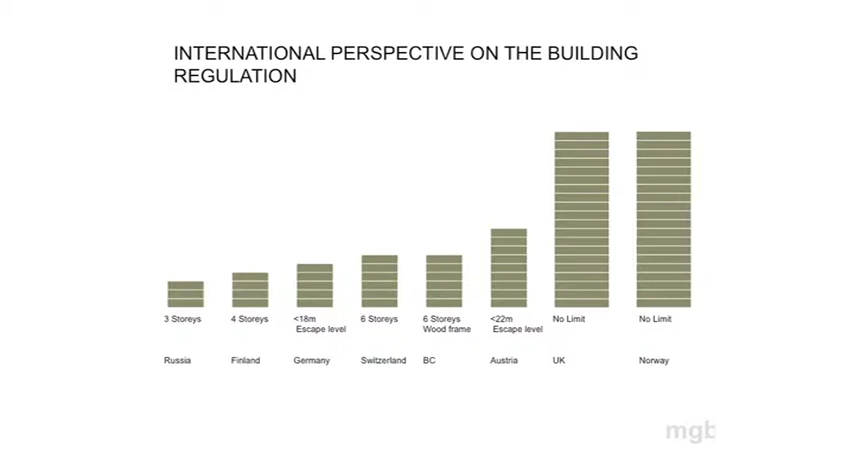 INTERNATIONAL PERSPECTIVE ON THE BUILDING
REGULATION
3 Storeys
4 Storeys
<18m
Escape level
6 Storeys
6 Storeys
Wood frame
<22m
Escape level
No Limit
No Limit
Russia
Finland
Germany
Switzerland
BC
Austria
UK
Norway
mgb